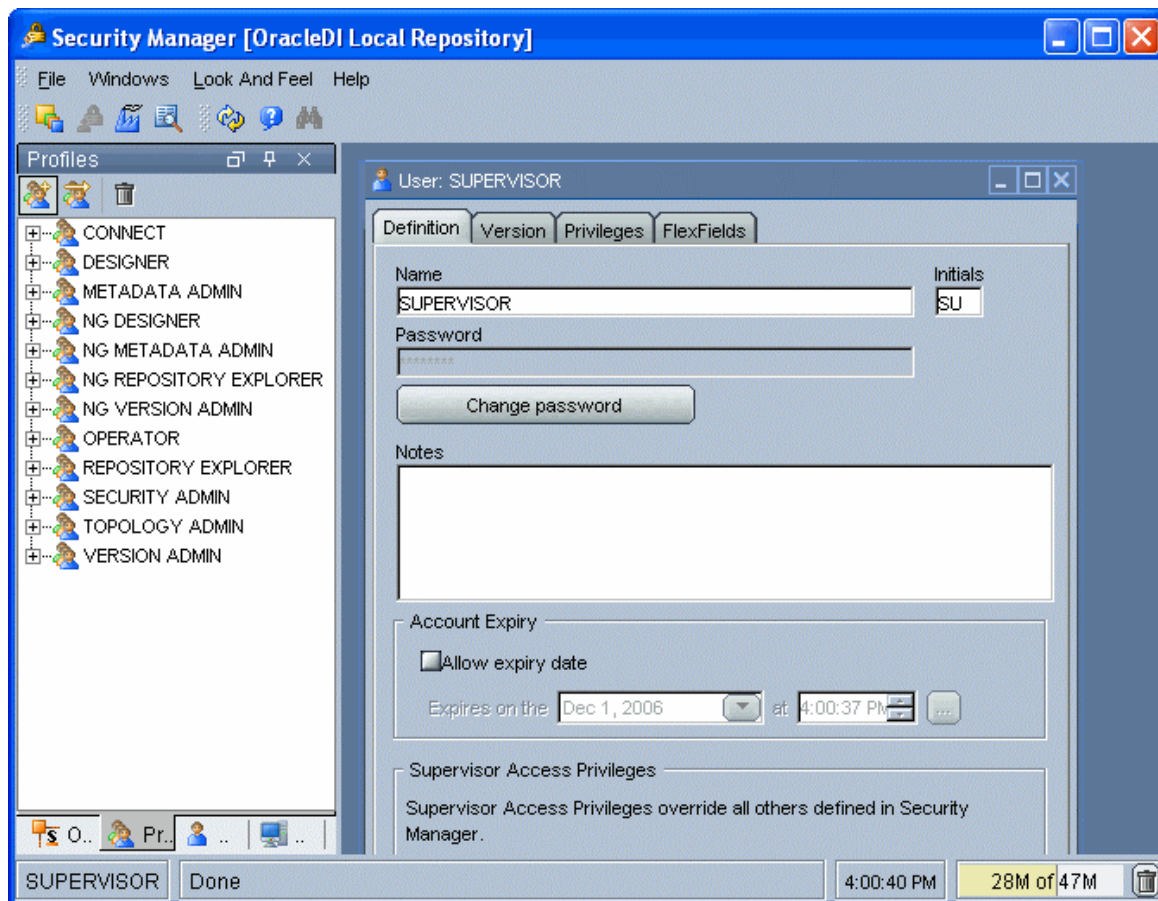 Security Manager [OracleDI Local Repository]
File Windows Look And Feel Help
Profiles
CONNECT
DESIGNER
METADATA ADMIN
NG DESIGNER
NG METADATA ADMIN
NG REPOSITORY EXPLORER
NG VERSION ADMIN
OPERATOR
REPOSITORY EXPLORER
SECURITY ADMIN
TOPOLOGY ADMIN
VERSION ADMIN
O.. Pr.. .. ..
User: SUPERVISOR
Definition Version Privileges FlexFields
Name Initials
SUPERVISOR SU
Password
********
Change password
Notes
Account Expiry
Allow expiry date
Expires on the Dec 1, 2006 at 4:00:37 PM ....
Supervisor Access Privileges
Supervisor Access Privileges override all others defined in Security
Manager.
SUPERVISOR Done 4:00:40 PM 28M of 47M